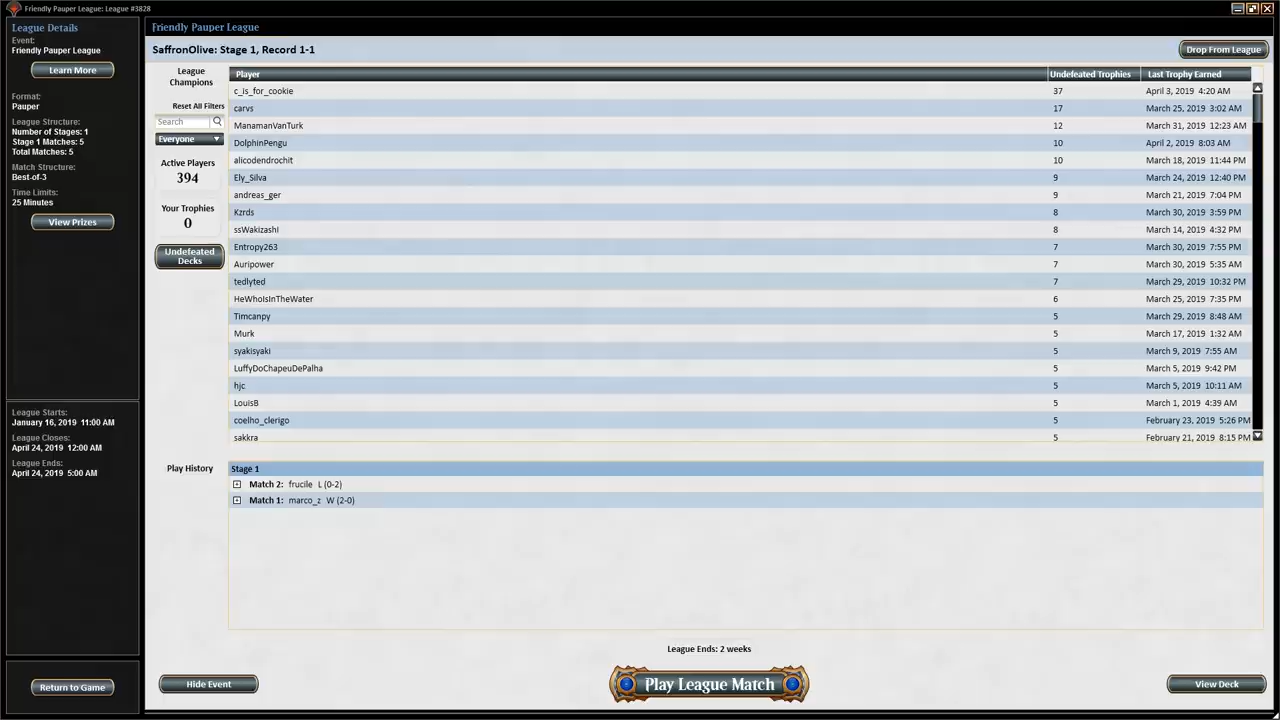 Friendly Pauper League: League #3828
League Details
Event:
Friendly Pauper League
Learn More
Format:
Pauper
League Structure:
Number of Stages: 1
Stage 1 Matches: 5
Total Matches: 5
Match Structure:
Best-of-3
Time Limits:
25 Minutes
View Prizes
League Starts:
January 16, 2019 11:00 AM
League Closes:
April 24, 2019 12:00 AM
League Ends:
April 24, 2019 5:00 AM
Return to Game
Friendly Pauper League
SaffronOlive: Stage 1, Record 1-1
Drop From League
League
Champions
Reset All Filters
Search
Everyone
Active Players
394
Your Trophies
0
Undefeated
Decks
Player Undefeated Trophies Last Trophy Earned
c_is_for_cookie 37 April 3, 2019 4:20 AM
carvs 17 March 25, 2019 3:02 AM
ManamanVanTurk 12 March 31, 2019 12:23 AM
DolphinPengu 10 April 2, 2019 8:03 AM
alicodendrochit 10 March 18, 2019 11:44 PM
Ely_Silva 9 March 24, 2019 12:40 PM
andreas_ger 9 March 21, 2019 7:04 PM
Kzrds 8 March 30, 2019 3:59 PM
ssWakizashI 8 March 14, 2019 4:32 PM
Entropy263 7 March 30, 2019 7:55 PM
Auripower 7 March 30, 2019 5:35 AM
tedlyted 7 March 29, 2019 10:32 PM
HeWhoIsInTheWater 6 March 25, 2019 7:35 PM
Timcanpy 5 March 29, 2019 8:48 AM
Murk 5 March 17, 2019 1:32 AM
syakisyaki 5 March 9, 2019 7:55 AM
LuffyDoChapeuDePalha 5 March 5, 2019 9:42 PM
hjc 5 March 5, 2019 10:11 AM
LouisB 5 March 1, 2019 4:39 AM
coelho_clerigo 5 February 23, 2019 5:26 PM
sakkra 5 February 21, 2019 8:15 PM
Play History
Stage 1
Match 2: frucile L (0-2)
Match 1: marco_z W (2-0)
League Ends: 2 weeks
Hide Event
Play League Match
View Deck